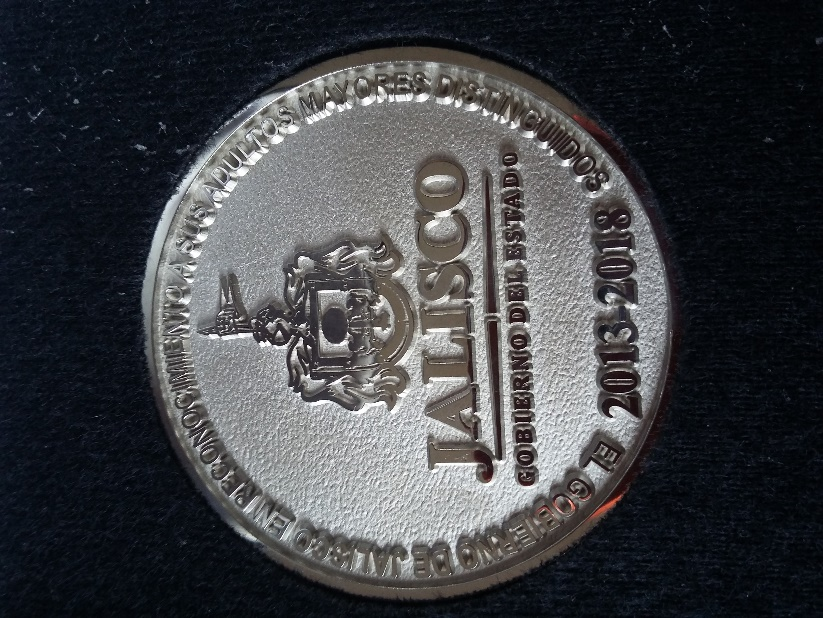 EL GOBIERNO DE JALISCO EN RECONOCIMIENTO A SUS ADULTOS MAYORES DISTINGUIDOS
JALISCO
GOBIERNO DEL ESTADO
2013-2018